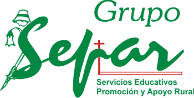 Grupo
Separ
Servicios Educativos
Promoción y Apoyo Rural